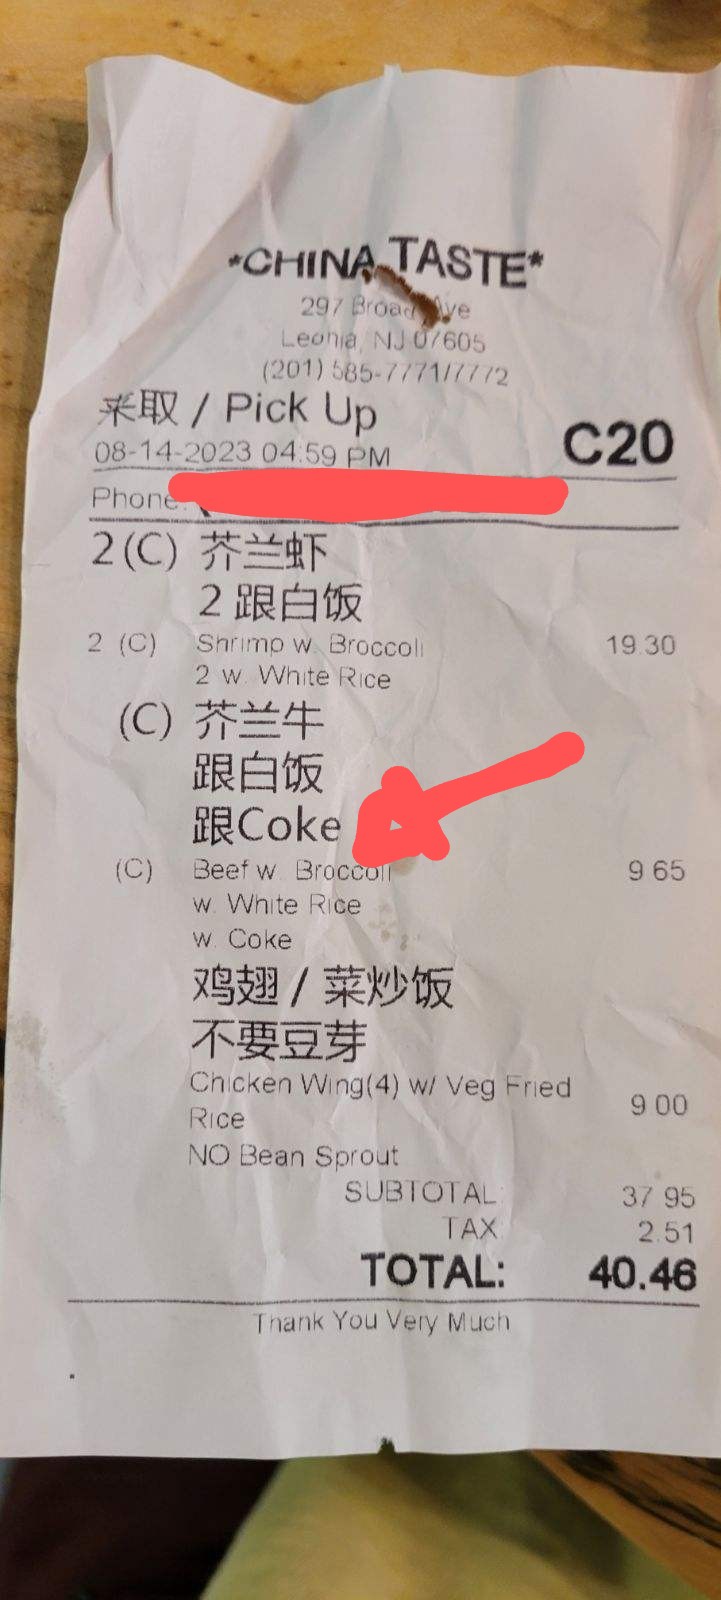 *CHINA TASTE*
297 Broad Ave
Leonia, NJ 07605
(201) 585-7771/7772
来取 / Pick Up
C20
08-14-2023 04:59 PM
Phone:
2 (C) 芥兰虾
2 跟白饭
2 (C) Shrimp w. Broccoli 19.30
2 w. White Rice
(C) 芥兰牛
跟白饭
跟Coke
(C) Beef w. Broccoli 9.65
w. White Rice
w. Coke
鸡翅 / 菜炒饭
不要豆芽
Chicken Wing(4) w/ Veg Fried
Rice 9.00
NO Bean Sprout
SUBTOTAL: 37.95
TAX 2.51
TOTAL: 40.46
Thank You Very Much